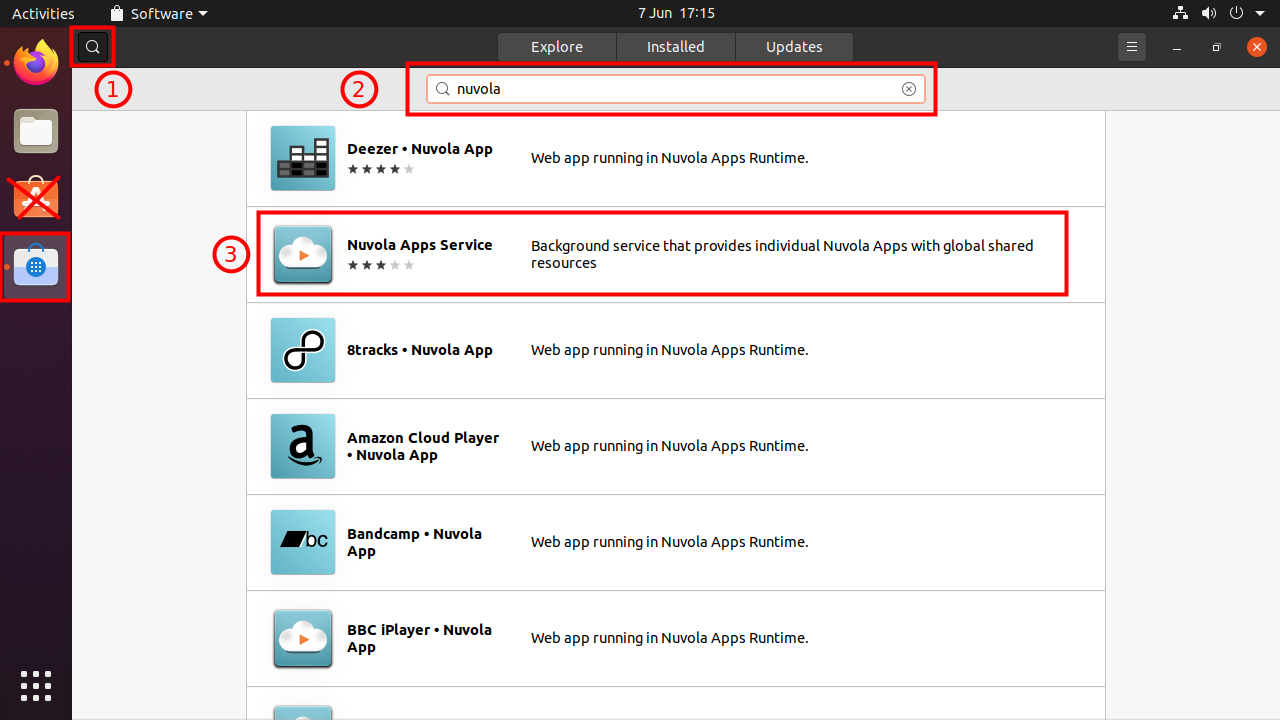 Activities
Software
7 Jun 17:15
Explore
Installed
Updates
1
2
nuvola
Deezer • Nuvola App
Web app running in Nuvola Apps Runtime.
3
Nuvola Apps Service
Background service that provides individual Nuvola Apps with global shared
resources
8tracks • Nuvola App
Web app running in Nuvola Apps Runtime.
Amazon Cloud Player
• Nuvola App
Web app running in Nuvola Apps Runtime.
bc
Bandcamp • Nuvola
App
Web app running in Nuvola Apps Runtime.
BBC iPlayer • Nuvola
App
Web app running in Nuvola Apps Runtime.